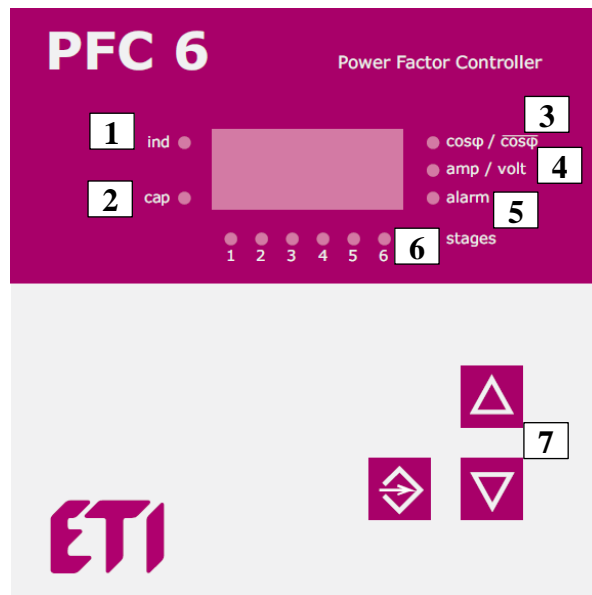 PFC 6
Power Factor Controller
1
ind
2
cap
3
cosφ / c̅o̅s̅φ̅
4
amp / volt
5
alarm
6
stages
1 2 3 4 5 6
7
ETI